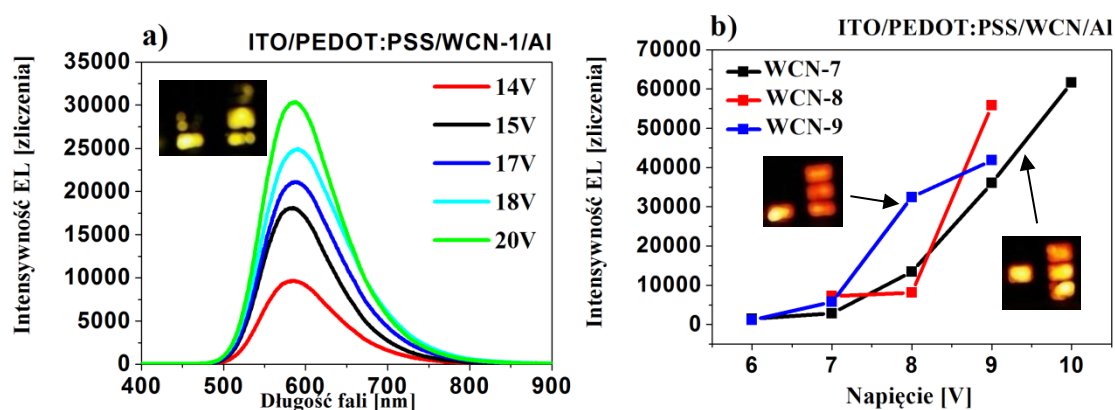 a)
ITO/PEDOT:PSS/WCN-1/Al
Intensywność EL [zliczenia]
35000
30000
25000
20000
15000
10000
5000
0
14V
15V
17V
18V
20V
400 500 600 700 800 900
Długość fali [nm]
b)
ITO/PEDOT:PSS/WCN/Al
Intensywność EL [zliczenia]
70000
60000
50000
40000
30000
20000
10000
0
WCN-7
WCN-8
WCN-9
6 7 8 9 10
Napięcie [V]